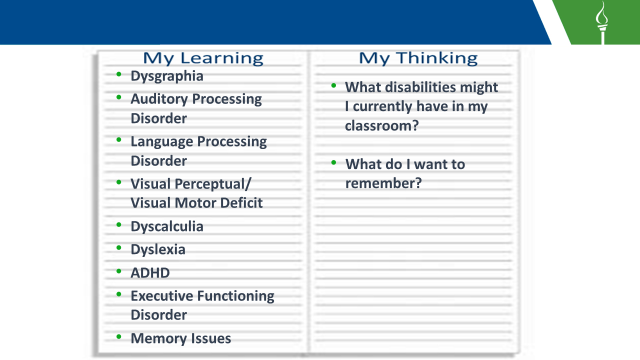 My Learning
Dysgraphia
Auditory Processing
Disorder
Language Processing
Disorder
Visual Perceptual/
Visual Motor Deficit
Dyscalculia
Dyslexia
ADHD
Executive Functioning
Disorder
Memory Issues
My Thinking
What disabilities might
I currently have in my
classroom?
What do I want to
remember?